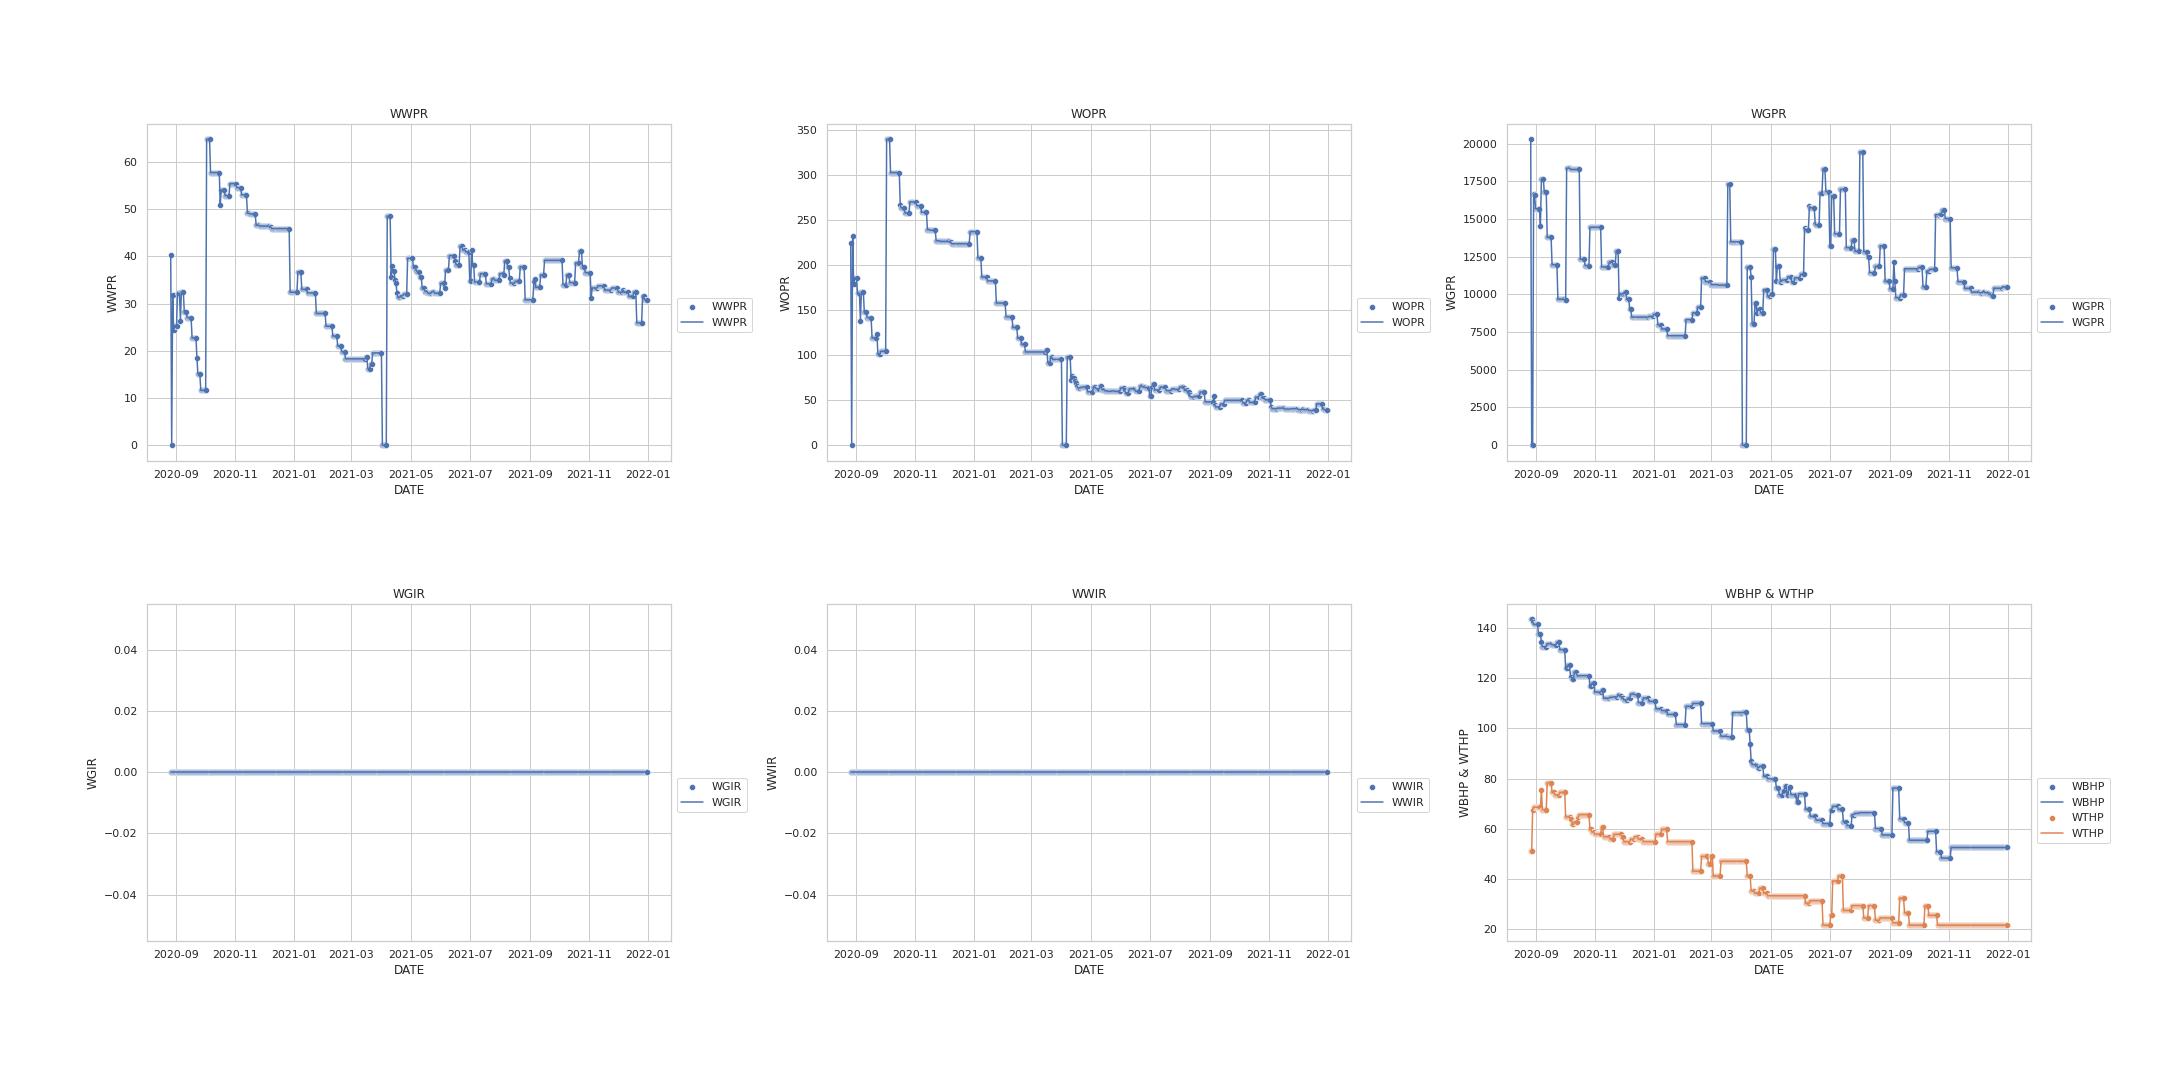 WWPR
WWPR
60
50
40
30
20
10
0
2020-09 2020-11 2021-01 2021-03 2021-05 2021-07 2021-09 2021-11 2022-01
DATE
WWPR
WWPR
WOPR
WOPR
350
300
250
200
150
100
50
0
2020-09 2020-11 2021-01 2021-03 2021-05 2021-07 2021-09 2021-11 2022-01
DATE
WOPR
WOPR
WGPR
WGPR
20000
17500
15000
12500
10000
7500
5000
2500
0
2020-09 2020-11 2021-01 2021-03 2021-05 2021-07 2021-09 2021-11 2022-01
DATE
WGPR
WGPR
WGIR
WGIR
0.04
0.02
0.00
−0.02
−0.04
2020-09 2020-11 2021-01 2021-03 2021-05 2021-07 2021-09 2021-11 2022-01
DATE
WGIR
WGIR
WWIR
WWIR
0.04
0.02
0.00
−0.02
−0.04
2020-09 2020-11 2021-01 2021-03 2021-05 2021-07 2021-09 2021-11 2022-01
DATE
WWIR
WWIR
WBHP & WTHP
WBHP & WTHP
140
120
100
80
60
40
20
2020-09 2020-11 2021-01 2021-03 2021-05 2021-07 2021-09 2021-11 2022-01
DATE
WBHP
WBHP
WTHP
WTHP